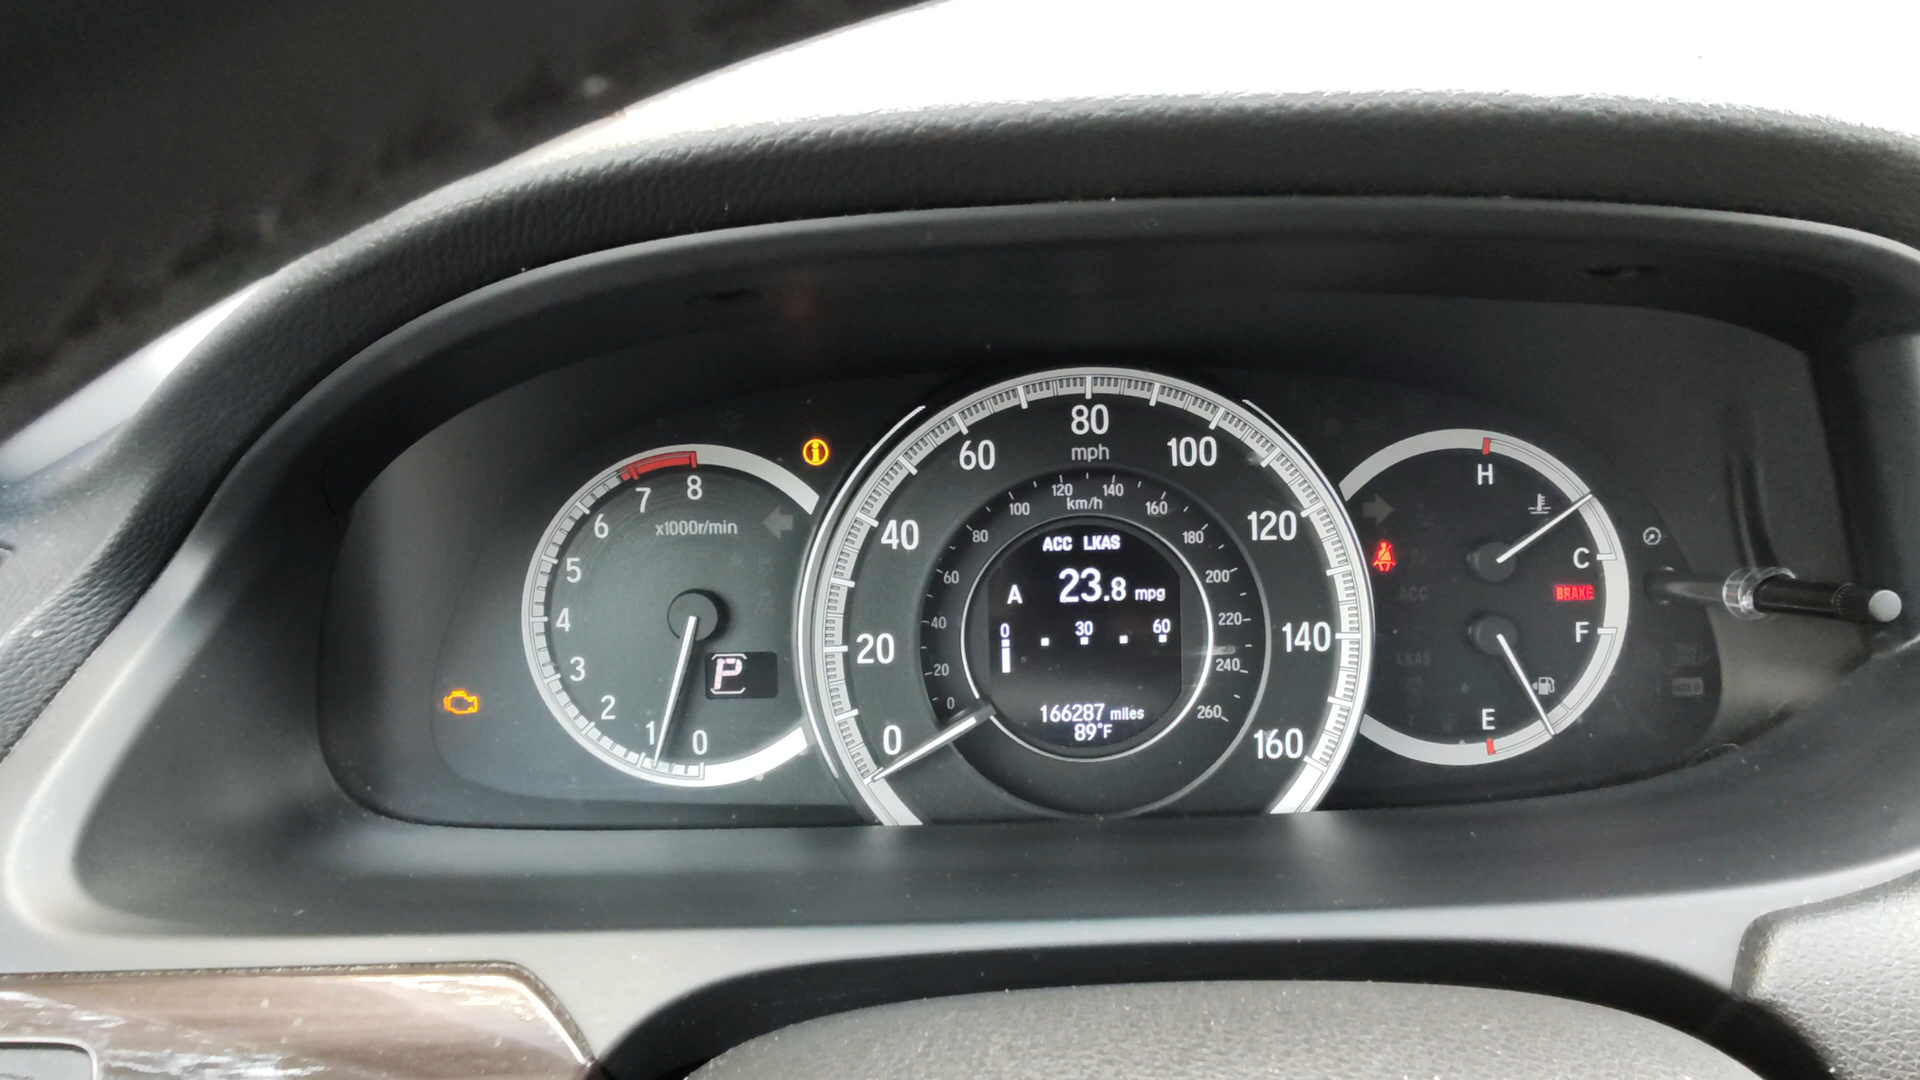 8
7
6
5
4
3
2
1
0
x1000r/min
P
80
mph
60
100
40
120
20
140
0
160
120 140
km/h
100 160
80 180
60 200
40 220
20 240
0 260
ACC LKAS
A 23.8 mpg
0 30 60
166287 miles
89°F
H
C
BRAKE
F
E
ACC
LKAS